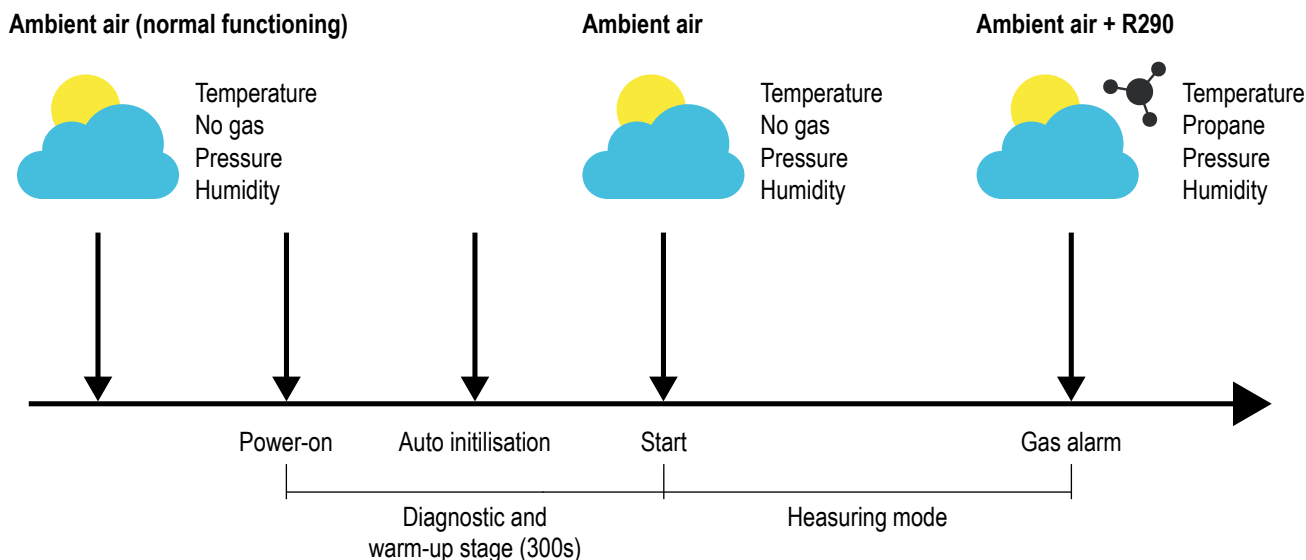 Ambient air (normal functioning)
Temperature
No gas
Pressure
Humidity
Ambient air
Temperature
No gas
Pressure
Humidity
Ambient air + R290
Temperature
Propane
Pressure
Humidity
Power-on
Auto initilisation
Start
Gas alarm
Diagnostic and
warm-up stage (300s)
Heasuring mode